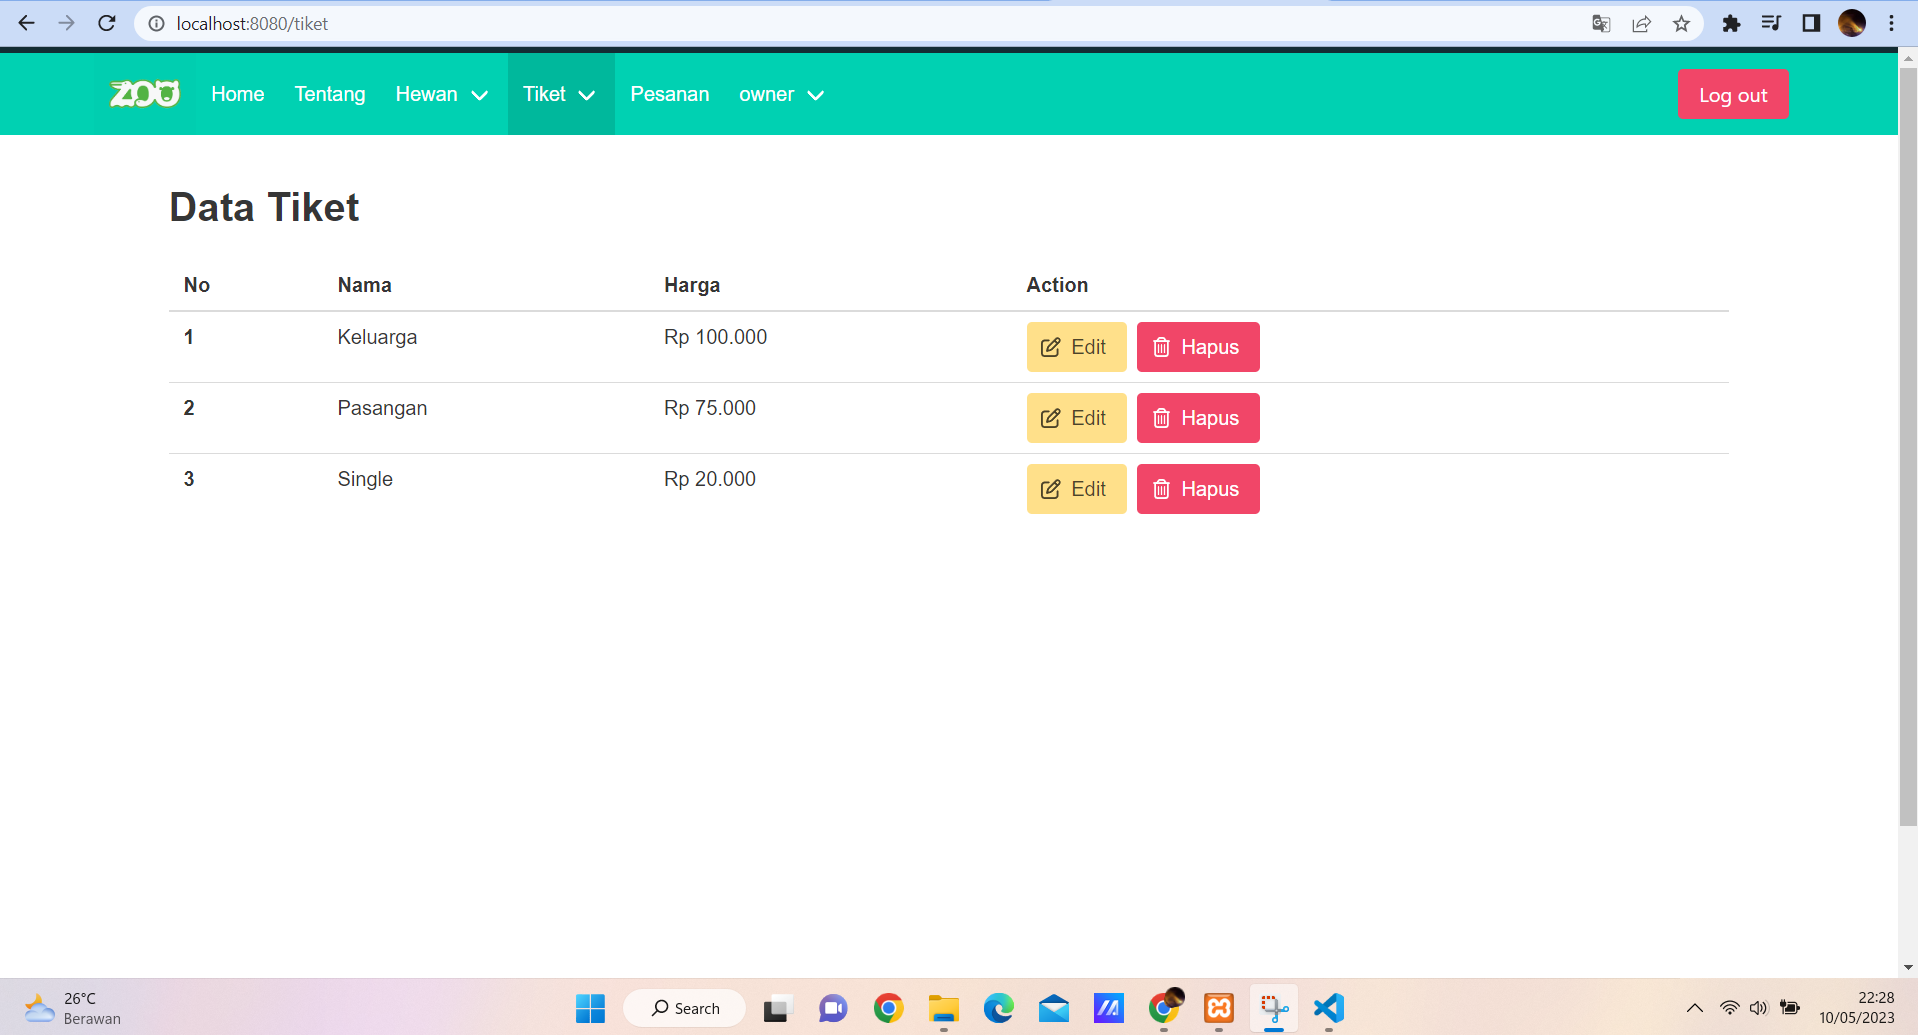 localhost:8080/tiket
ZOO Home Tentang Hewan Tiket Pesanan owner Log out
Data Tiket
No Nama Harga Action
1 Keluarga Rp 100.000 Edit Hapus
2 Pasangan Rp 75.000 Edit Hapus
3 Single Rp 20.000 Edit Hapus
26°C
Berawan
Search
22:28
10/05/2023